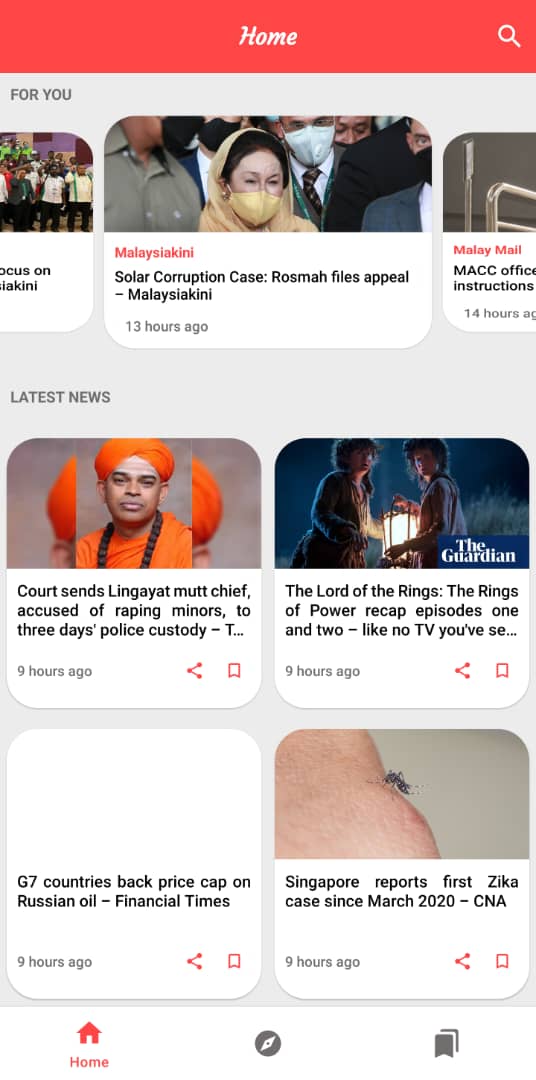 Home
FOR YOU
ocus on
siakini
Malaysiakini
Solar Corruption Case: Rosmah files appeal
– Malaysiakini
13 hours ago
Malay Mail
MACC office
instructions
14 hours ag
LATEST NEWS
Court sends Lingayat mutt chief,
accused of raping minors, to
three days' police custody – T...
9 hours ago
The Guardian
The Lord of the Rings: The Rings
of Power recap episodes one
and two – like no TV you've se...
9 hours ago
G7 countries back price cap on
Russian oil – Financial Times
9 hours ago
Singapore reports first Zika
case since March 2020 – CNA
9 hours ago
Home